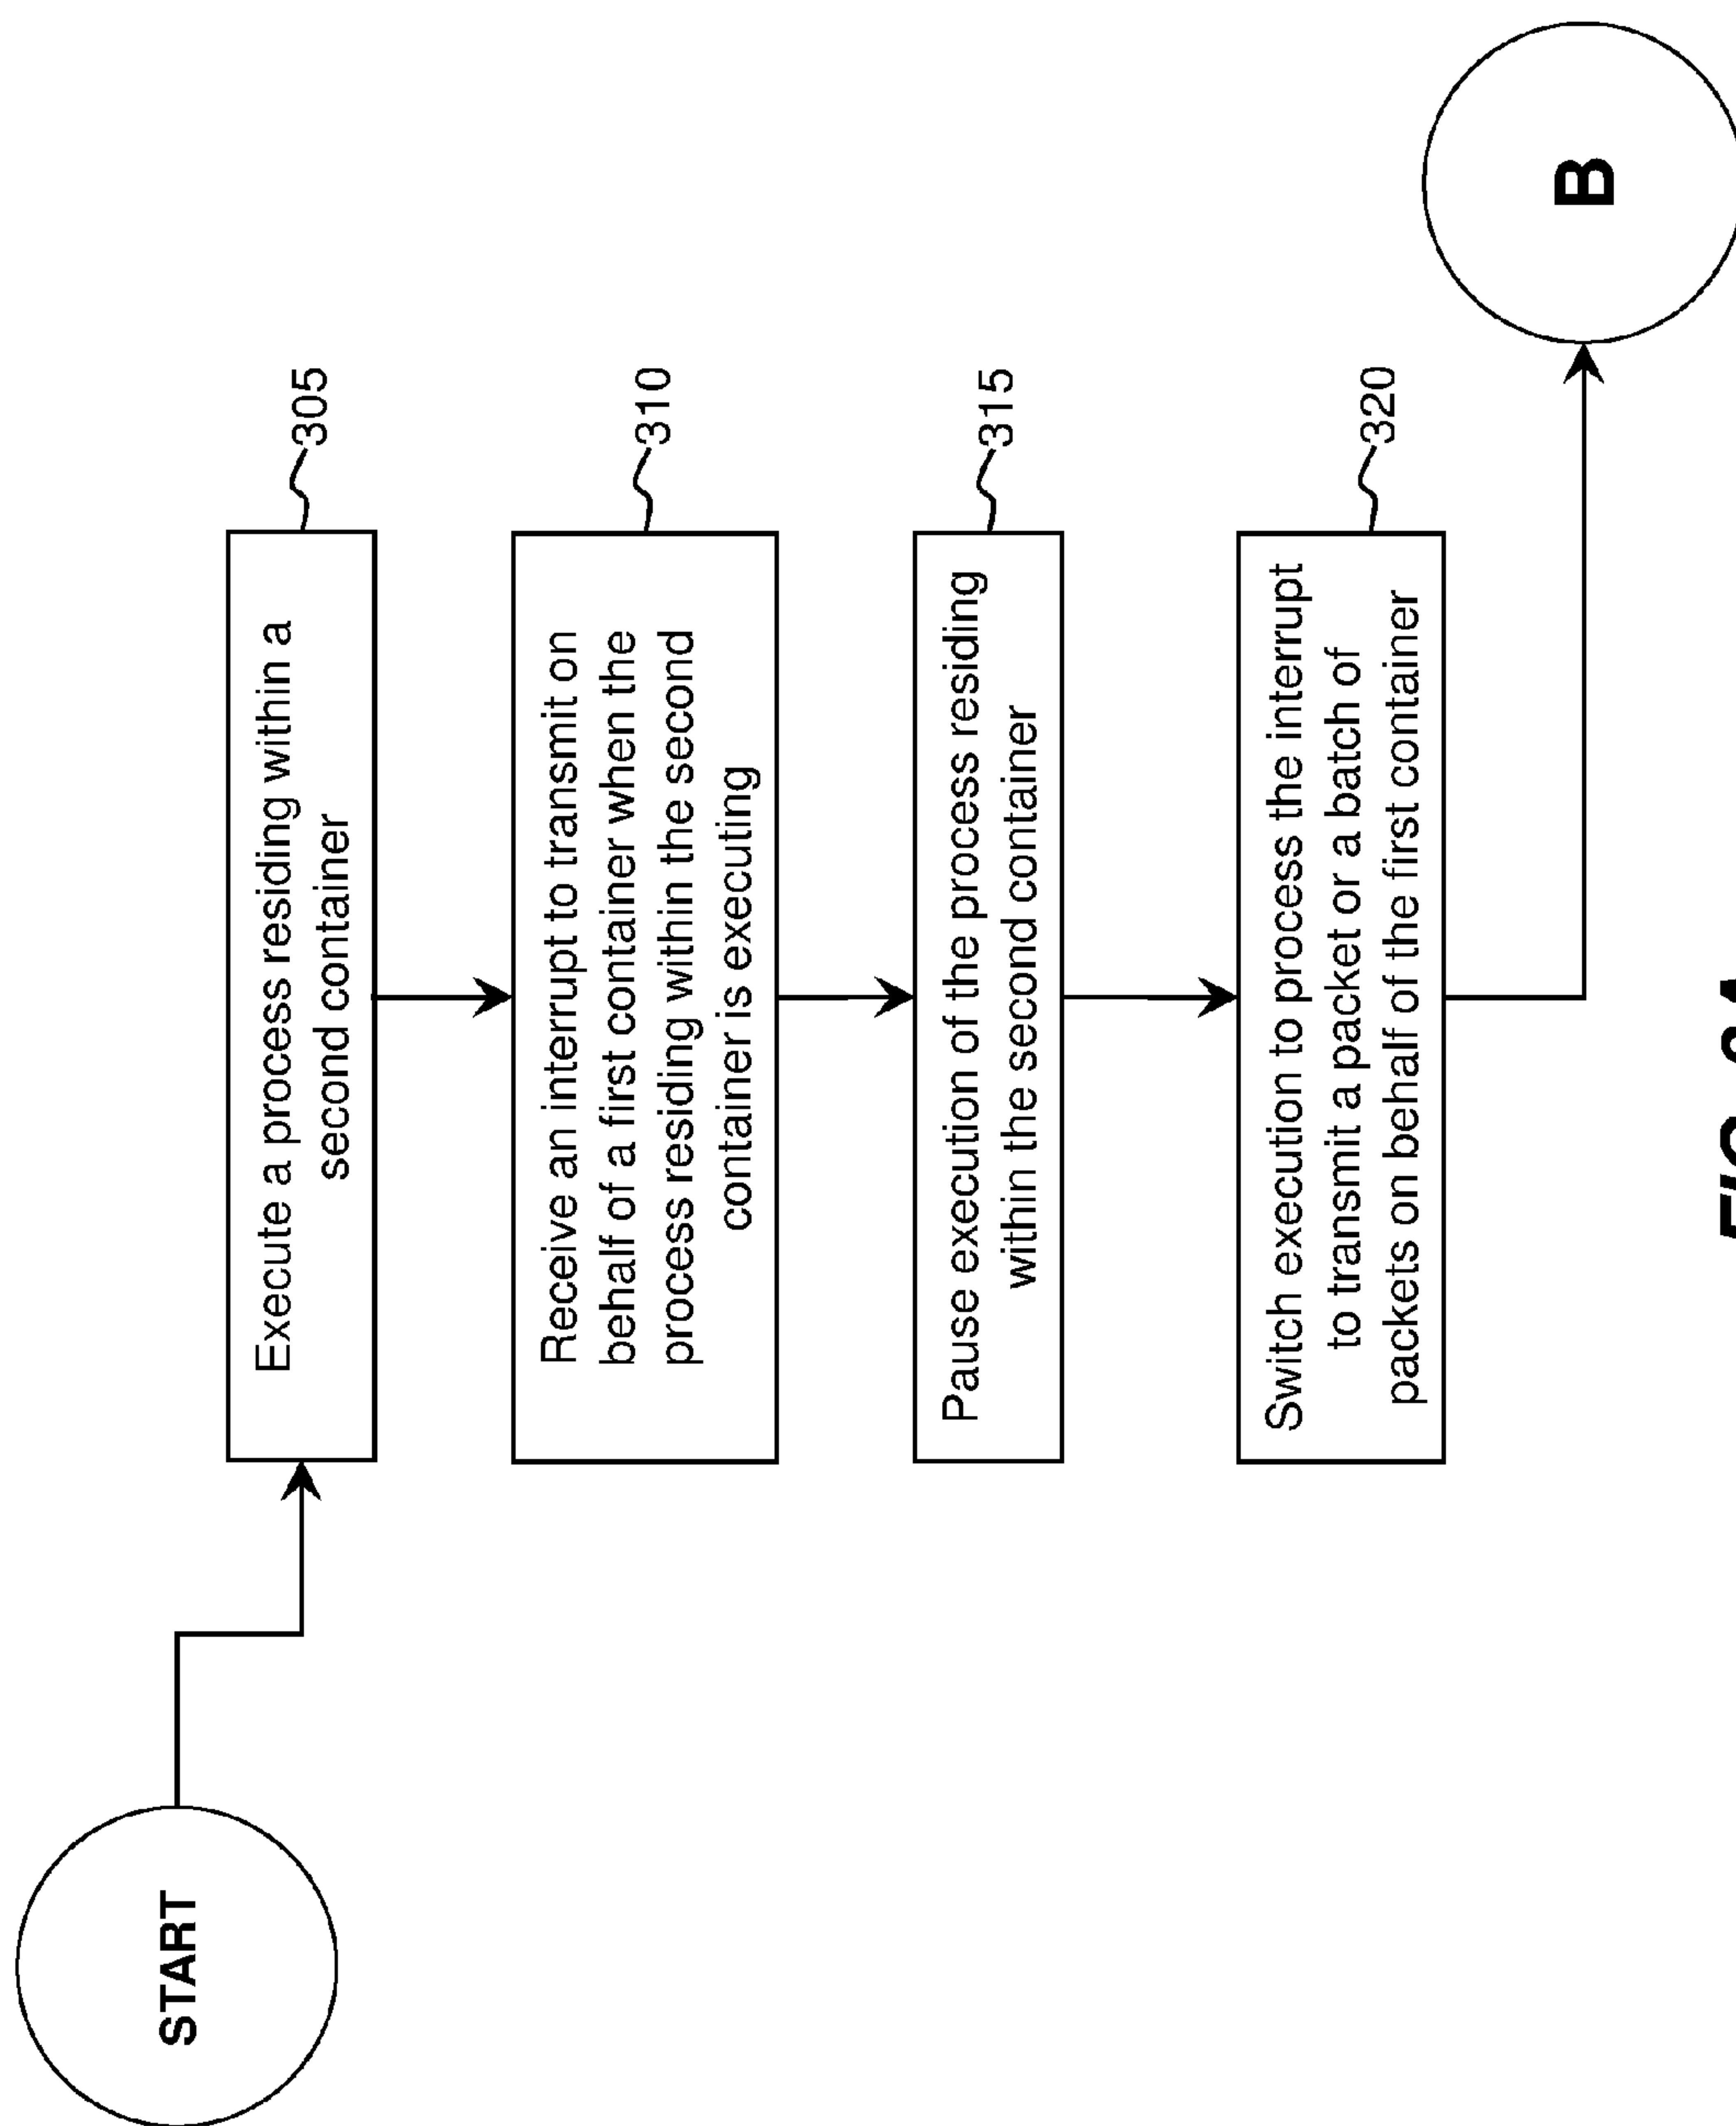 START
Execute a process residing within a
second container
305
Receive an interrupt to transmit on
behalf of a first container when the
process residing within the second
container is executing
310
Pause execution of the process residing
within the second container
315
Switch execution to process the interrupt
to transmit a packet or a batch of
packets on behalf of the first container
320
B